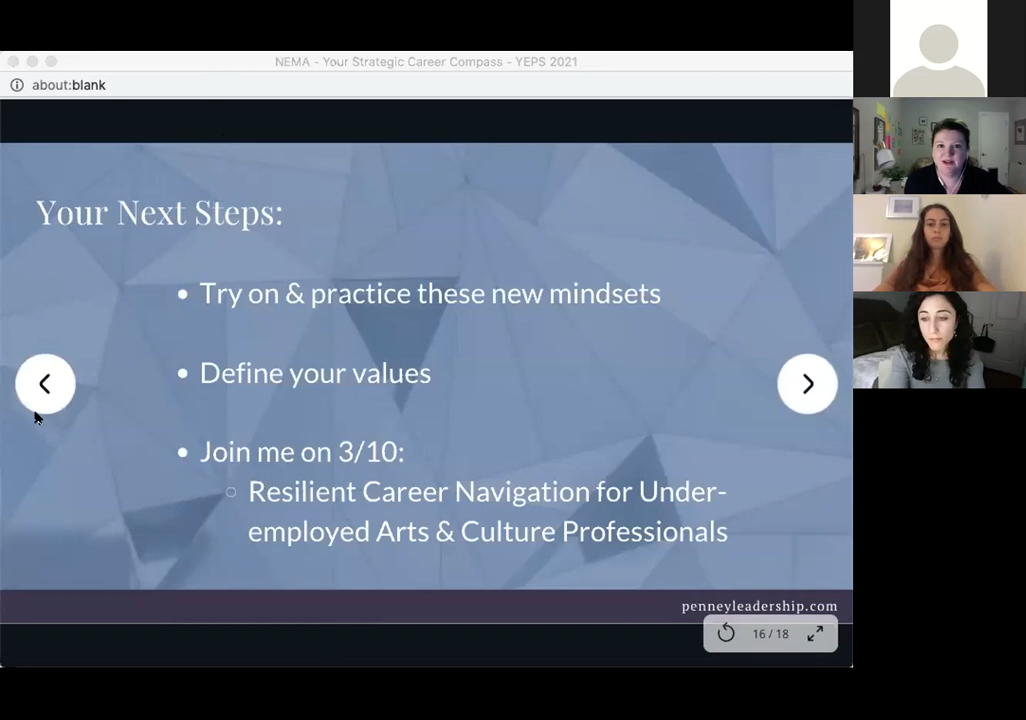 NEMA - Your Strategic Career Compass - YEPS 2021
about:blank
Your Next Steps:
Try on & practice these new mindsets
Define your values
Join me on 3/10:
Resilient Career Navigation for Under-
employed Arts & Culture Professionals
penneyleadership.com
16 / 18